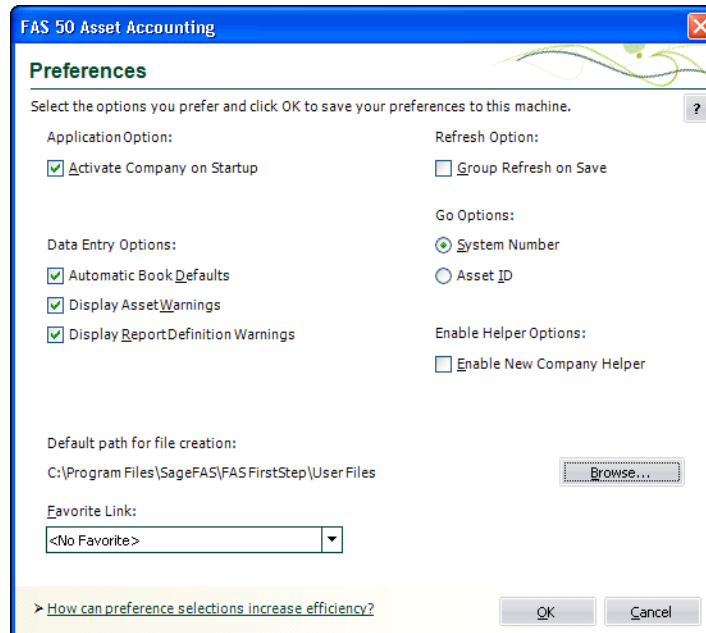 FAS 50 Asset Accounting
Preferences
Select the options you prefer and click OK to save your preferences to this machine.
?
Application Option:
Activate Company on Startup
Refresh Option:
Group Refresh on Save
Go Options:
System Number
Asset ID
Data Entry Options:
Automatic Book Defaults
Display Asset Warnings
Display Report Definition Warnings
Enable Helper Options:
Enable New Company Helper
Default path for file creation:
C:\Program Files\SageFAS\FAS FirstStep\User Files
Browse...
Favorite Link:
<No Favorite>
How can preference selections increase efficiency?
OK
Cancel